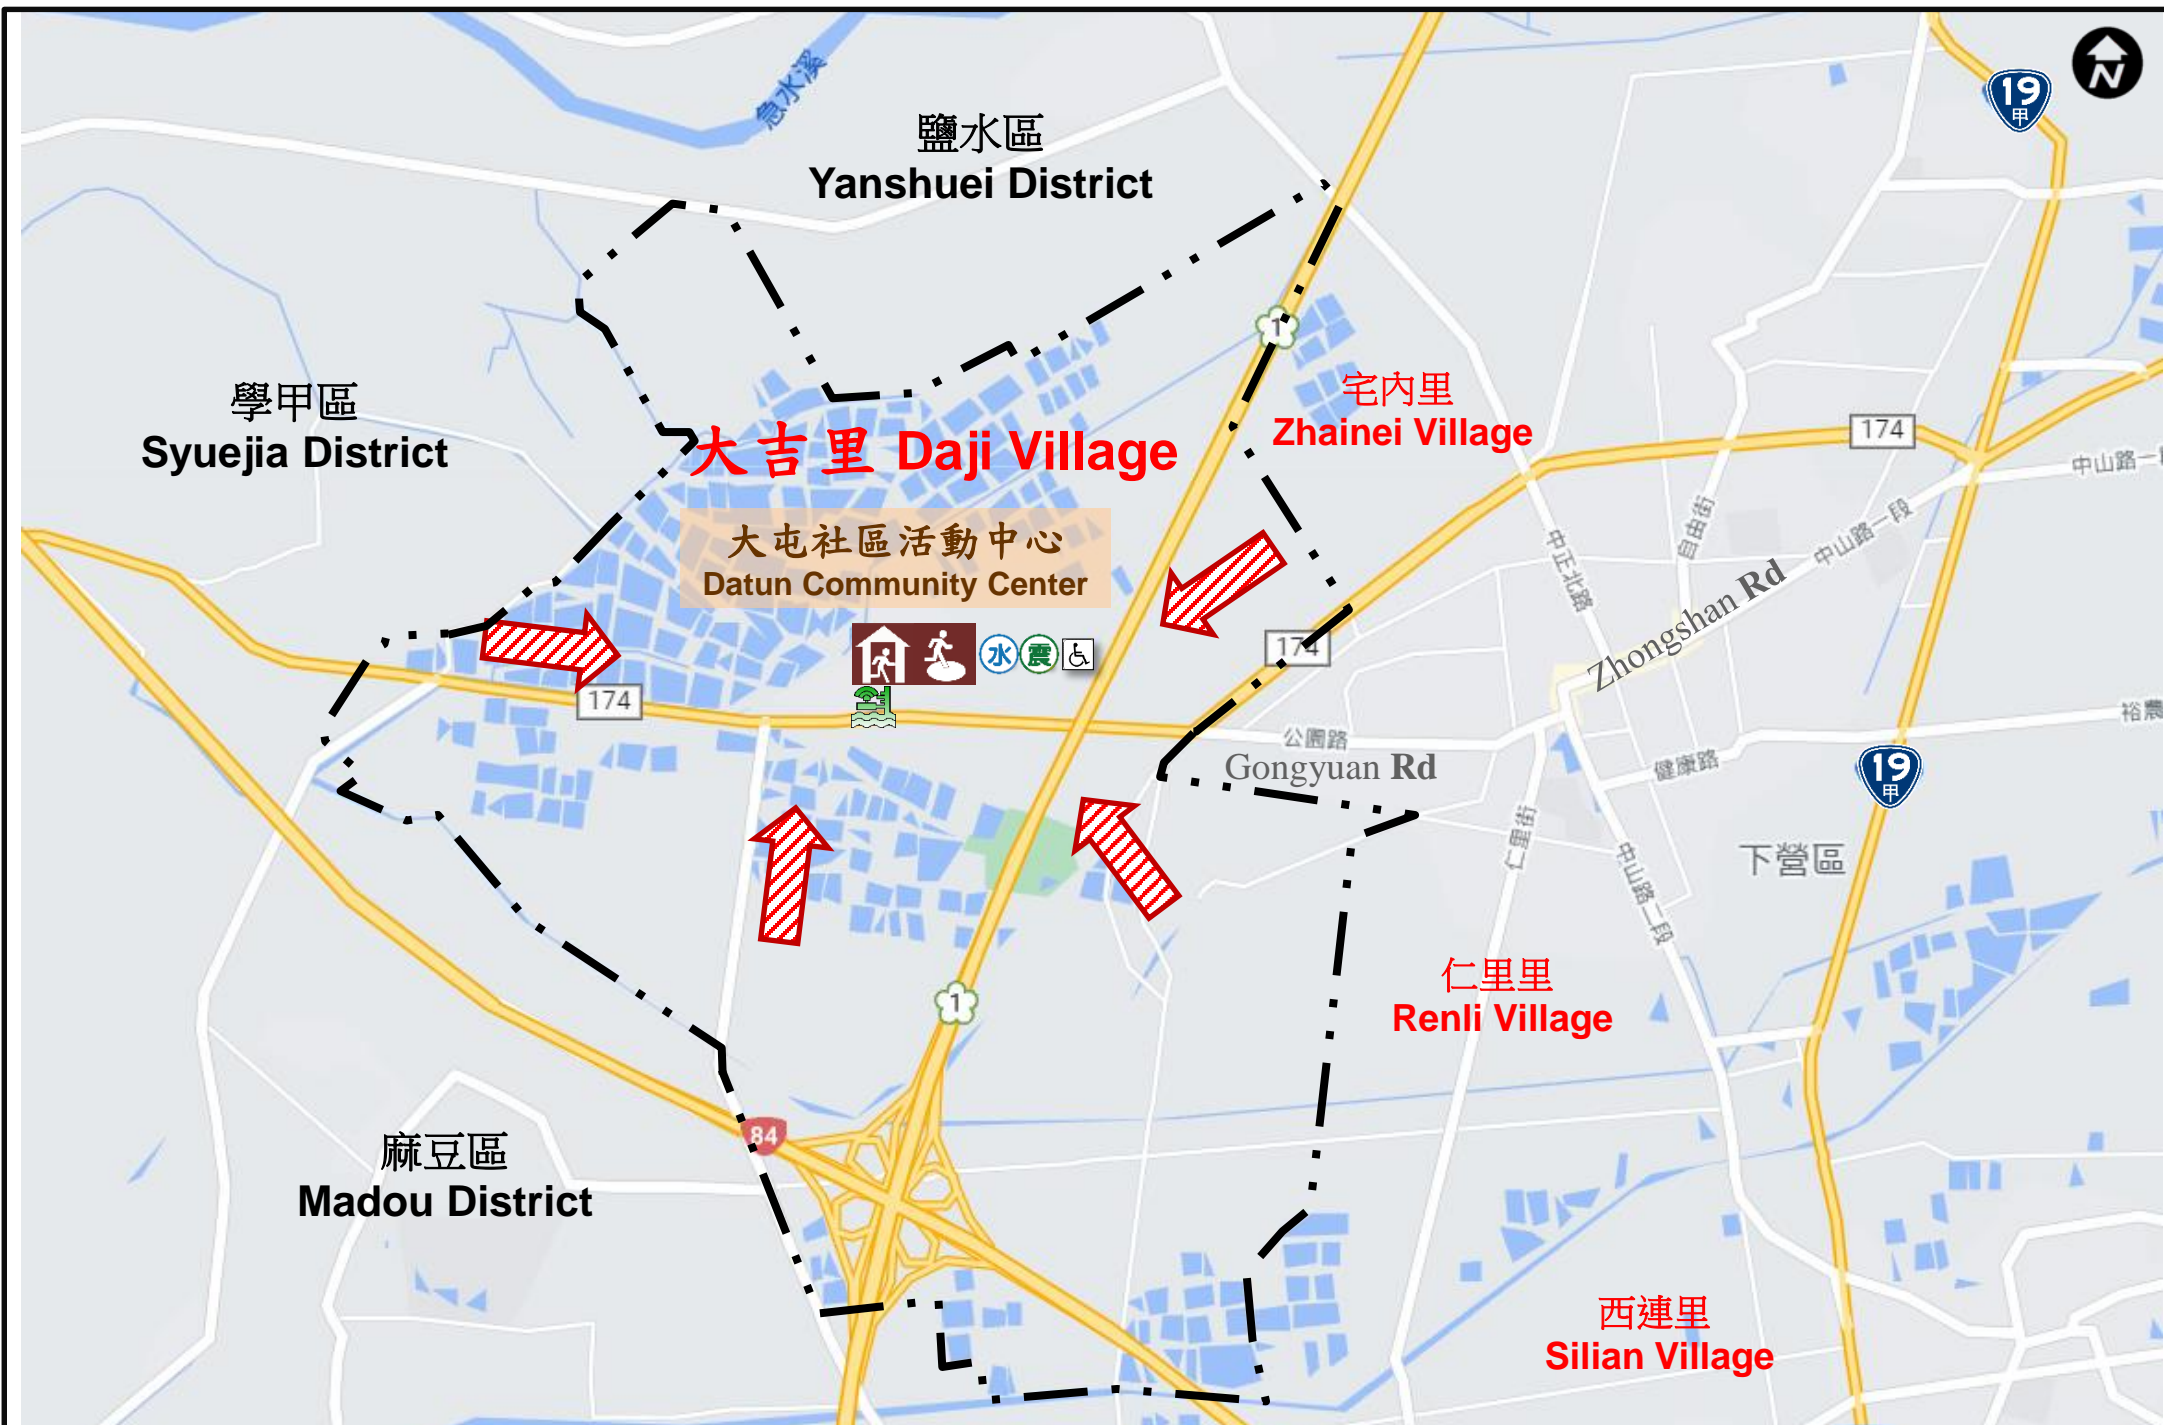 急水溪
鹽水區
Yanshuei District
19
甲
N
1
學甲區
Syuejia District
宅內里
Zhainei Village
174
中山路一段
大吉里 Daji Village
大屯社區活動中心
Datun Community Center
中正北路
自由街
中山路一段
Zhongshan Rd
水
震
174
174
公園路
Gongyuan Rd
裕農
健康路
19
甲
仁里街
中山路二段
下營區
仁里里
Renli Village
1
84
麻豆區
Madou District
西連里
Silian Village